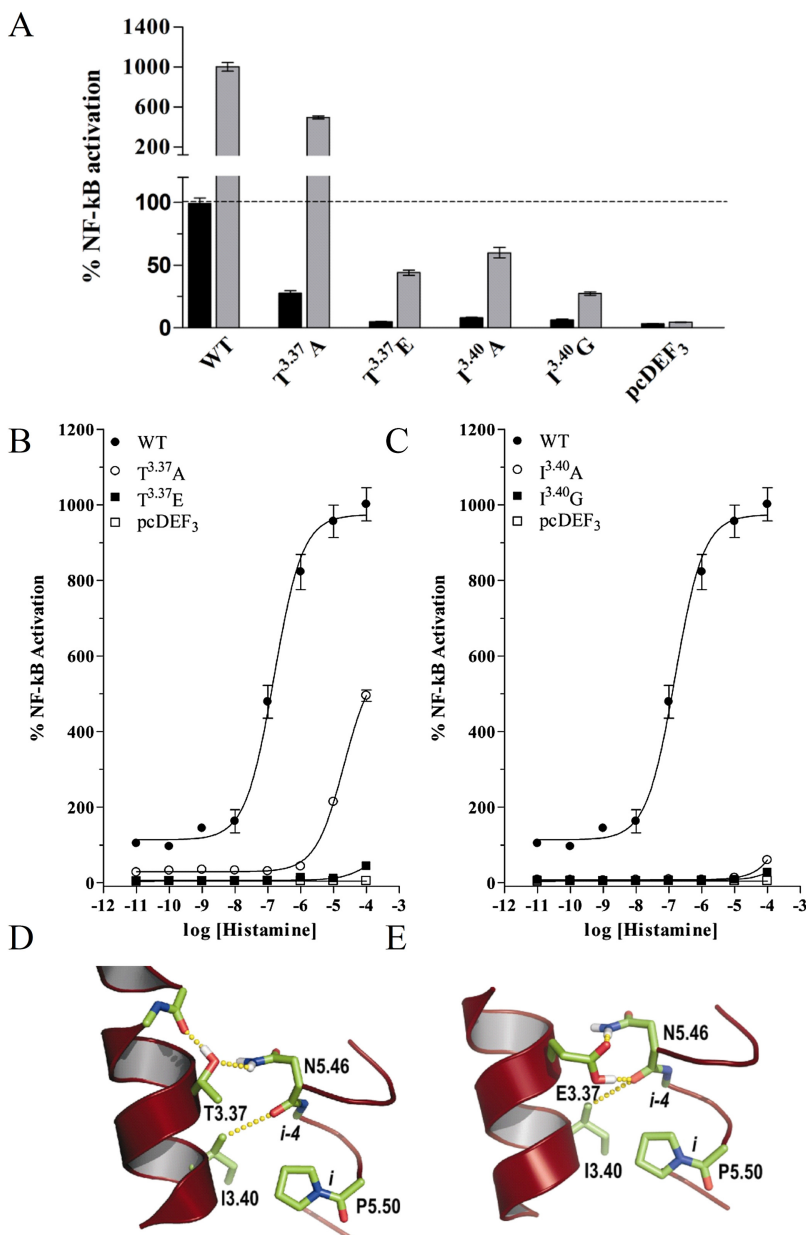 A
% NF-kB activation
1400
1000
600
200
100
50
0
WT
T3.37A
T3.37E
I3.40A
I3.40G
pcDEF3
B
% NF-kB Activation
1200
1000
800
600
400
200
0
WT
T3.37A
T3.37E
pcDEF3
-12 -11 -10 -9 -8 -7 -6 -5 -4 -3
log [Histamine]
C
% NF-kB Activation
1200
1000
800
600
400
200
0
WT
I3.40A
I3.40G
pcDEF3
-12 -11 -10 -9 -8 -7 -6 -5 -4 -3
log [Histamine]
D
N5.46
T3.37
i-4
I3.40
i
P5.50
E
N5.46
E3.37
i-4
I3.40
i
P5.50